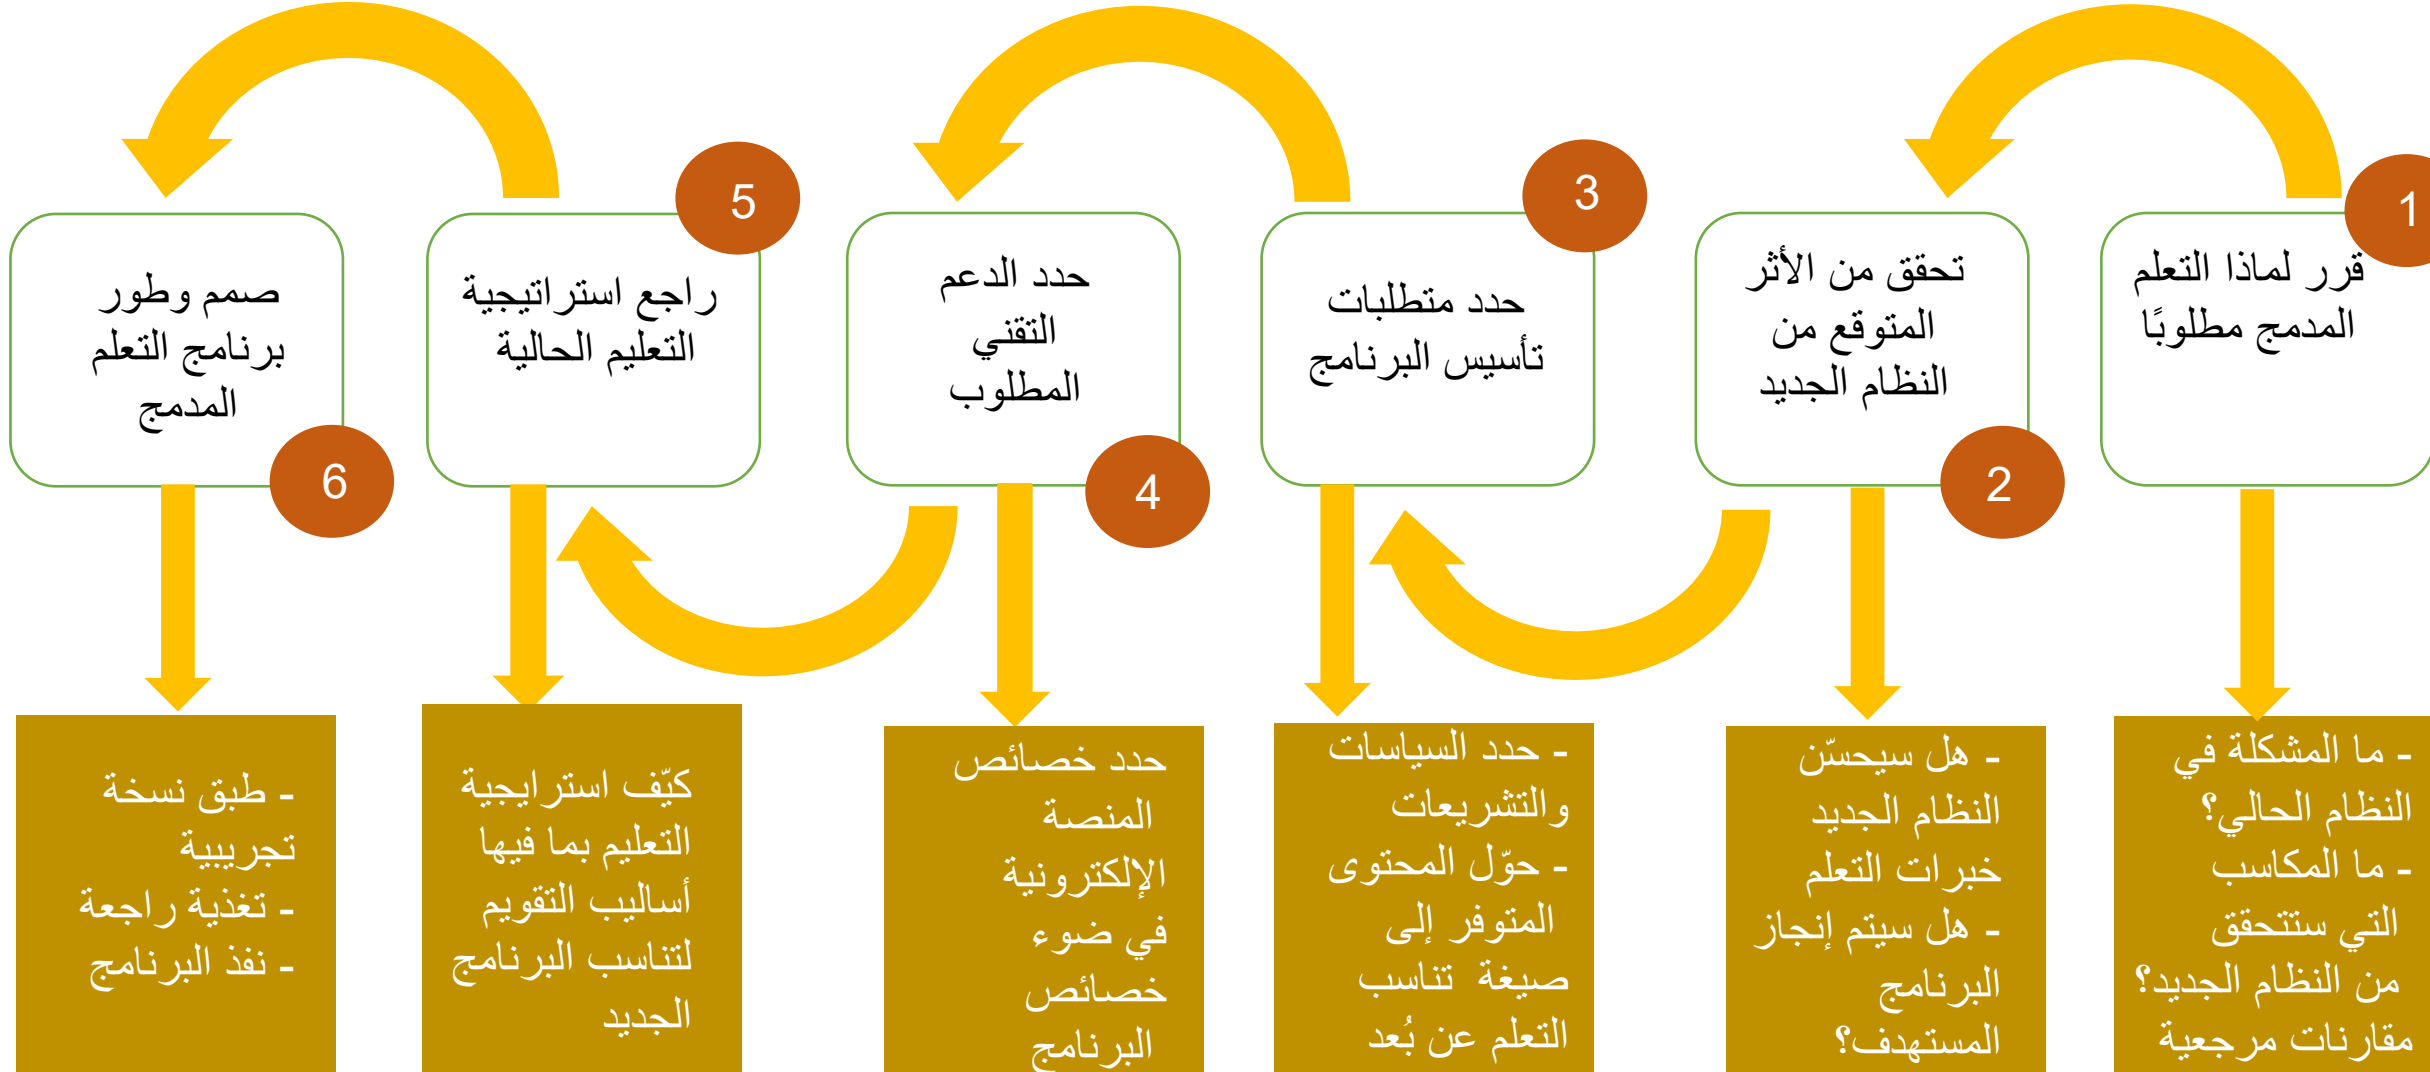 1
قرر لماذا التعلم
المدمج مطلوبًا
2
تحقق من الأثر
المتوقع من
النظام الجديد
3
حدد متطلبات
تأسيس البرنامج
4
حدد الدعم
التقني
المطلوب
5
راجع استراتيجية
التعليم الحالية
6
صمم وطور
برنامج التعلم
المدمج
- ما المشكلة في
النظام الحالي؟
- ما المكاسب
التي ستتحقق
من النظام الجديد؟
مقارنات مرجعية
- هل سيحسّن
النظام الجديد
خبرات التعلم
- هل سيتم إنجاز
البرنامج
المستهدف؟
- حدد السياسات
والتشريعات
- حوّل المحتوى
المتوفر إلى
صيغة تناسب
التعلم عن بُعد
حدد خصائص
المنصة
الإلكترونية
في ضوء
خصائص
البرنامج
كيّف استرايجية
التعليم بما فيها
أساليب التقويم
لتناسب البرنامج
الجديد
- طبق نسخة
تجريبية
- تغذية راجعة
- نفذ البرنامج